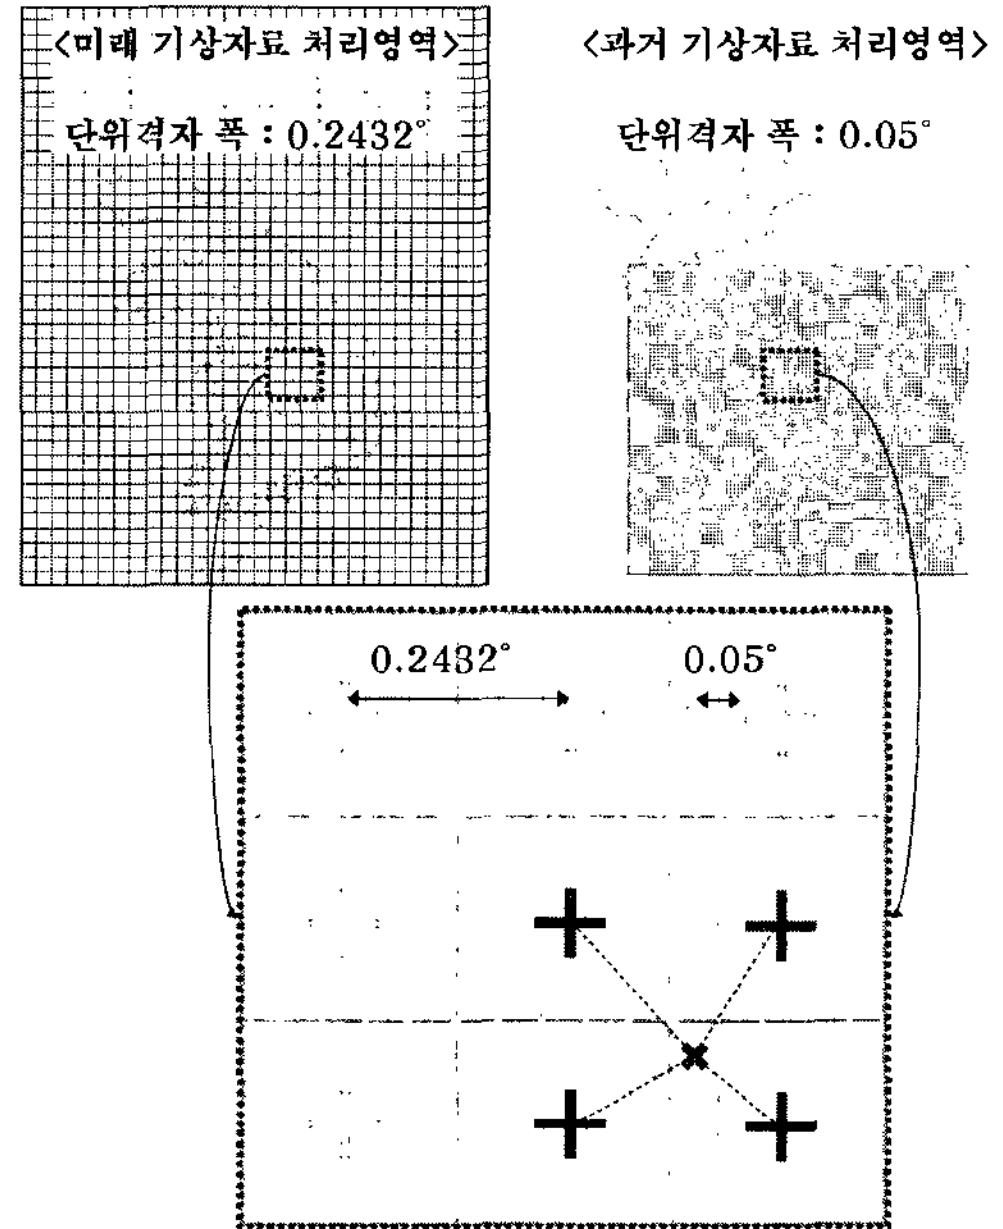 <미래 기상자료 처리영역>
단위격자 폭 : 0.2432°
<과거 기상자료 처리영역>
단위격자 폭 : 0.05°
0.2432°
0.05°